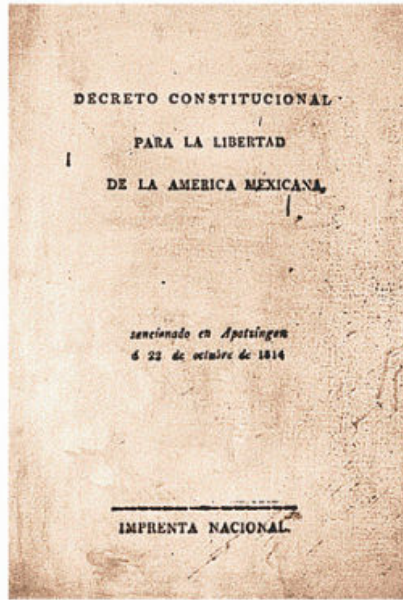 DECRETO CONSTITUCIONAL
PARA LA LIBERTAD
DE LA AMERICA MEXICANA,
sancionado en Apatzingan
á 22 de octubre de 1814
IMPRENTA NACIONAL.